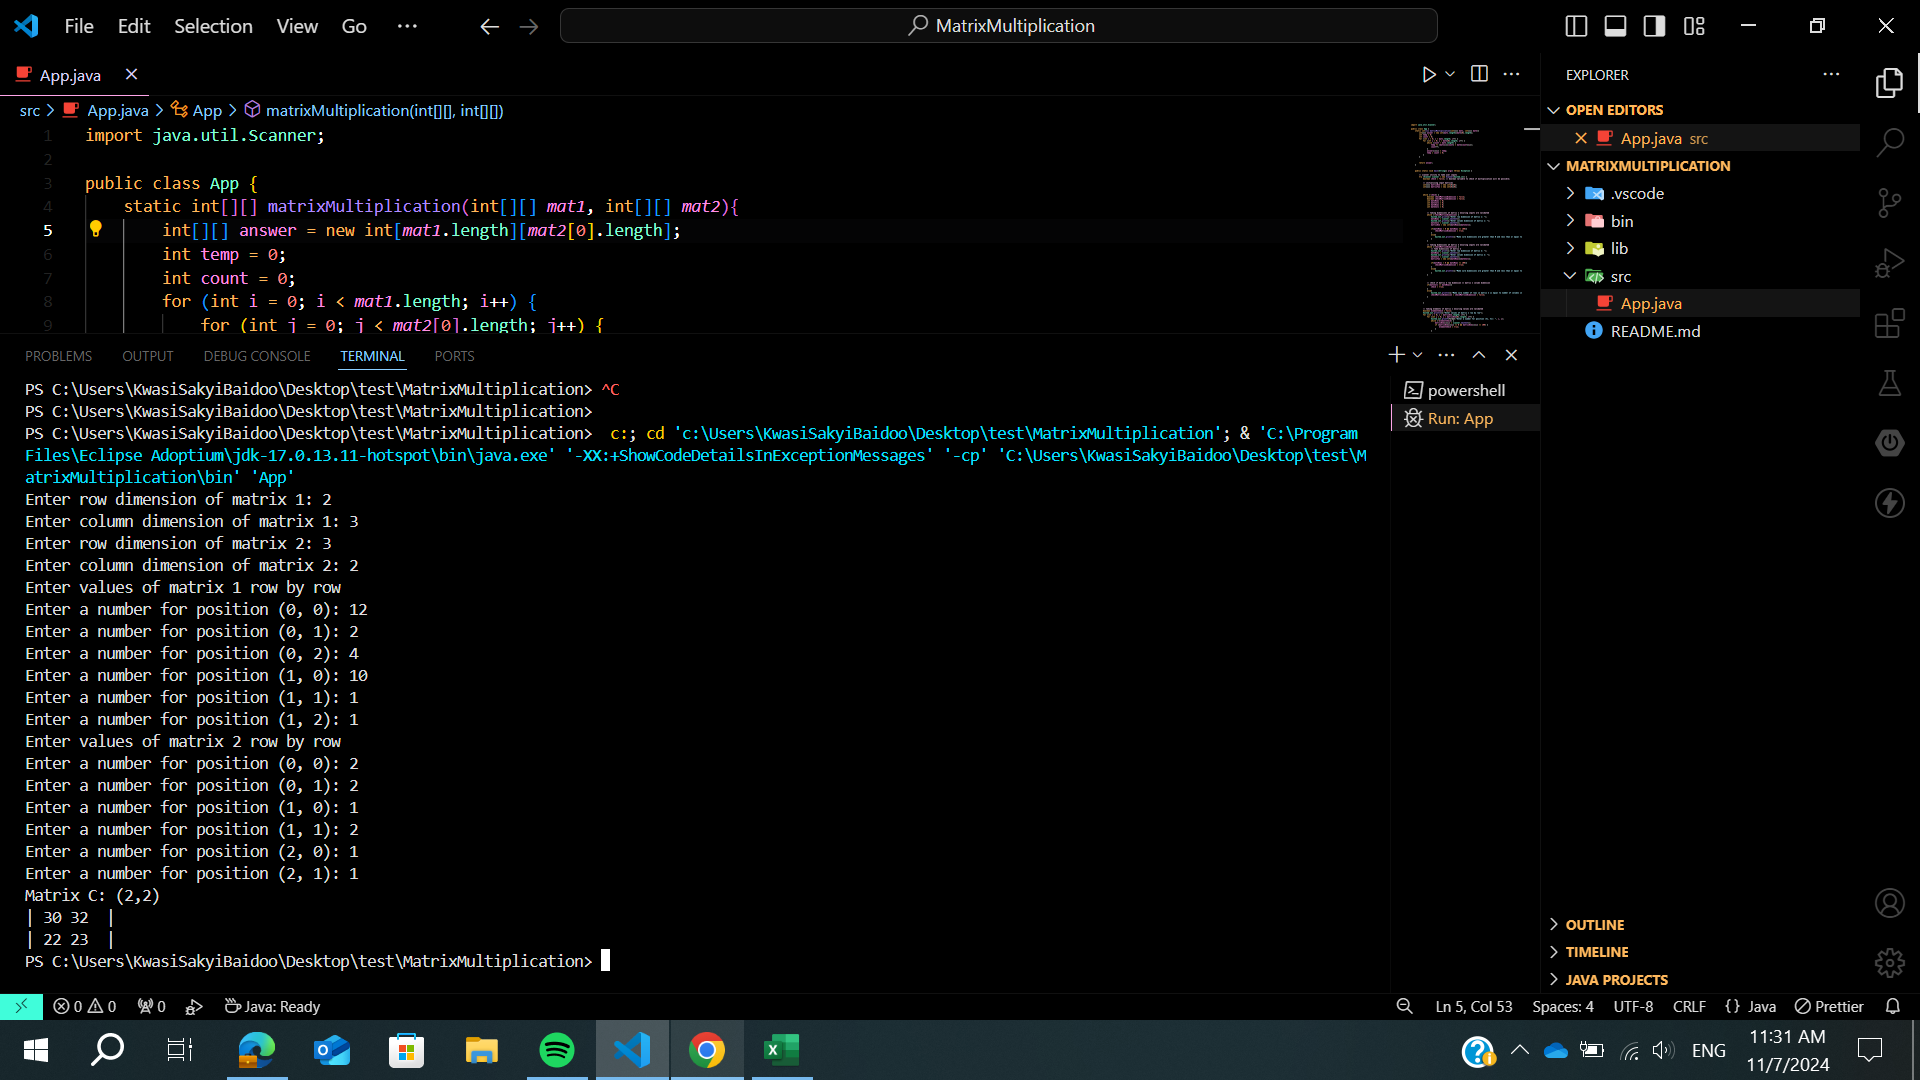 File Edit Selection View Go ··· MatrixMultiplication
App.java
src > App.java > App > matrixMultiplication(int[][], int[][])
1 import java.util.Scanner;
2
3 public class App {
4 static int[][] matrixMultiplication(int[][] mat1, int[][] mat2){
5 int[][] answer = new int[mat1.length][mat2[0].length];
6 int temp = 0;
7 int count = 0;
8 for (int i = 0; i < mat1.length; i++) {
9 for (int j = 0; j < mat2[0].length; j++) {
PROBLEMS OUTPUT DEBUG CONSOLE TERMINAL PORTS
PS C:\Users\KwasiSakyiBaidoo\Desktop\test\MatrixMultiplication> ^C
PS C:\Users\KwasiSakyiBaidoo\Desktop\test\MatrixMultiplication>
PS C:\Users\KwasiSakyiBaidoo\Desktop\test\MatrixMultiplication> c:; cd 'c:\Users\KwasiSakyiBaidoo\Desktop\test\MatrixMultiplication'; & 'C:\Program
Files\Eclipse Adoptium\jdk-17.0.13.11-hotspot\bin\java.exe' '-XX:+ShowCodeDetailsInExceptionMessages' '-cp' 'C:\Users\KwasiSakyiBaidoo\Desktop\test\M
atrixMultiplication\bin' 'App'
Enter row dimension of matrix 1: 2
Enter column dimension of matrix 1: 3
Enter row dimension of matrix 2: 3
Enter column dimension of matrix 2: 2
Enter values of matrix 1 row by row
Enter a number for position (0, 0): 12
Enter a number for position (0, 1): 2
Enter a number for position (0, 2): 4
Enter a number for position (1, 0): 10
Enter a number for position (1, 1): 1
Enter a number for position (1, 2): 1
Enter values of matrix 2 row by row
Enter a number for position (0, 0): 2
Enter a number for position (0, 1): 2
Enter a number for position (1, 0): 1
Enter a number for position (1, 1): 2
Enter a number for position (2, 0): 1
Enter a number for position (2, 1): 1
Matrix C: (2,2)
| 30 32 |
| 22 23 |
PS C:\Users\KwasiSakyiBaidoo\Desktop\test\MatrixMultiplication>
powershell
Run: App
EXPLORER
OPEN EDITORS
App.java src
MATRIXMULTIPLICATION
.vscode
bin
lib
src
App.java
README.md
OUTLINE
TIMELINE
JAVA PROJECTS
0 0 0 Java: Ready Ln 5, Col 53 Spaces: 4 UTF-8 CRLF {} Java Prettier
ENG
11:31 AM
11/7/2024